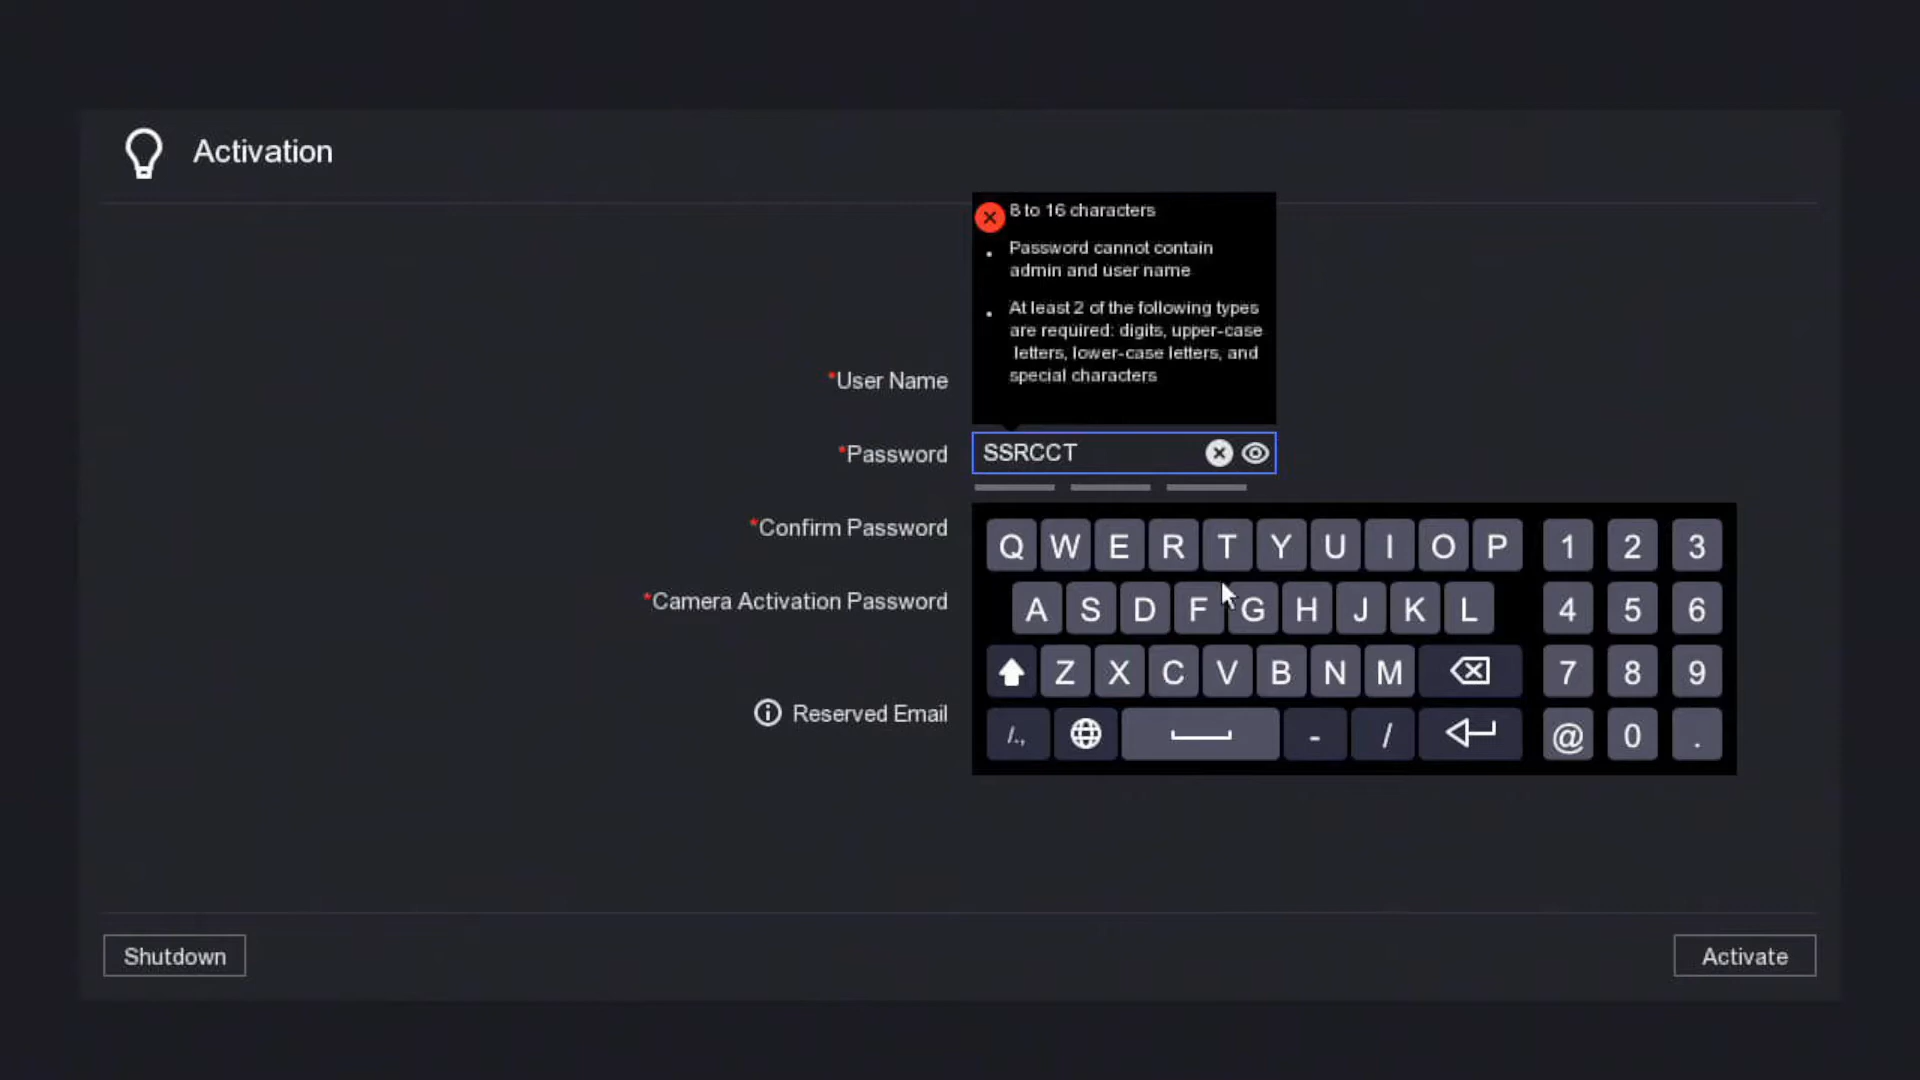 Activation
8 to 16 characters
Password cannot contain
admin and user name
At least 2 of the following types
are required: digits, upper-case
letters, lower-case letters, and
special characters
*User Name
*Password
SSRCCT
*Confirm Password
*Camera Activation Password
Reserved Email
Q W E R T Y U I O P 1 2 3
A S D F G H J K L 4 5 6
Z X C V B N M 7 8 9
/., - / @ 0 .
Shutdown
Activate